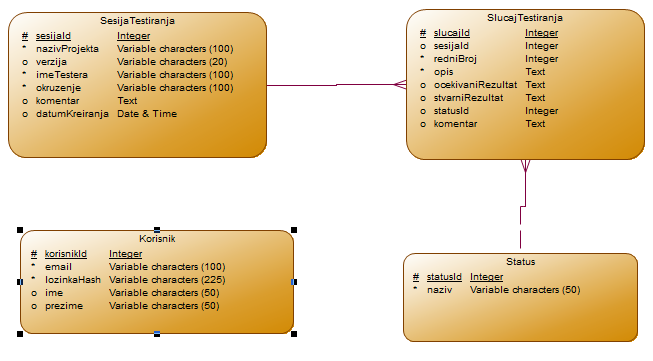 SesijaTestiranja
# sesijaId Integer
* nazivProjekta Variable characters (100)
o verzija Variable characters (20)
* imeTestera Variable characters (100)
* okruzenje Variable characters (100)
o komentar Text
o datumKreiranja Date & Time
SlucajTestiranja
# slucajId Integer
o sesijaId Integer
* redniBroj Integer
* opis Text
o ocekivaniRezultat Text
o stvarniRezultat Text
o statusId Integer
o komentar Text
Korisnik
# korisnikId Integer
* email Variable characters (100)
* lozinkaHash Variable characters (225)
o ime Variable characters (50)
o prezime Variable characters (50)
Status
# statusId Integer
* naziv Variable characters (50)